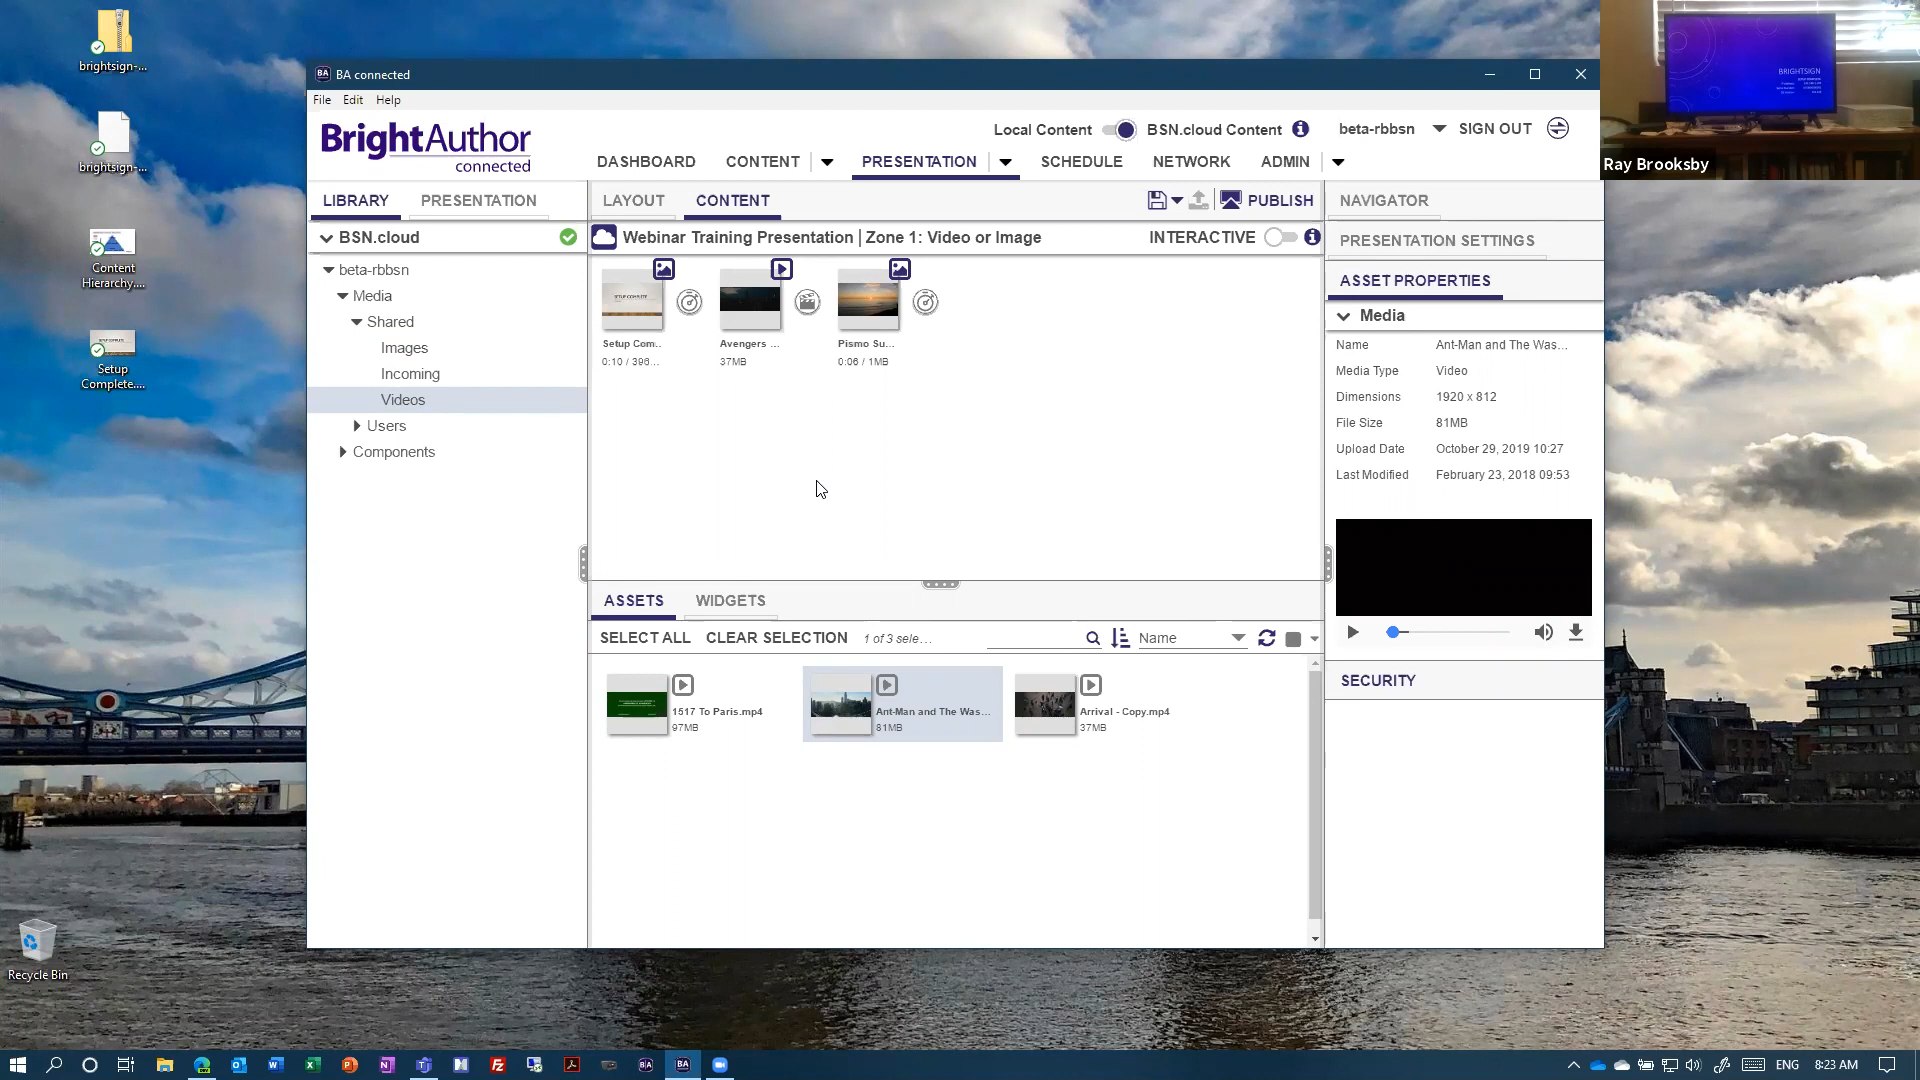 brightsign-...
brightsign-...
Content
Hierarchy....
Setup
Complete....
Recycle Bin
BA connected
File Edit Help
BrightAuthor
connected
Local Content BSN.cloud Content beta-rbbsn SIGN OUT
DASHBOARD CONTENT PRESENTATION SCHEDULE NETWORK ADMIN
LIBRARY PRESENTATION
BSN.cloud
beta-rbbsn
Media
Shared
Images
Incoming
Videos
Users
Components
LAYOUT CONTENT PUBLISH
Webinar Training Presentation | Zone 1: Video or Image INTERACTIVE
Setup Com.. Avengers ... Pismo Su...
0:10 / 396... 37MB 0:06 / 1MB
ASSETS WIDGETS
SELECT ALL CLEAR SELECTION 1 of 3 sele... Name
1517 To Paris.mp4
97MB
Ant-Man and The Was...
81MB
Arrival - Copy.mp4
37MB
NAVIGATOR
PRESENTATION SETTINGS
ASSET PROPERTIES
Media
Name Ant-Man and The Was...
Media Type Video
Dimensions 1920 x 812
File Size 81MB
Upload Date October 29, 2019 10:27
Last Modified February 23, 2018 09:53
SECURITY
BRIGHTSIGN
Ray Brooksby
ENG 8:23 AM